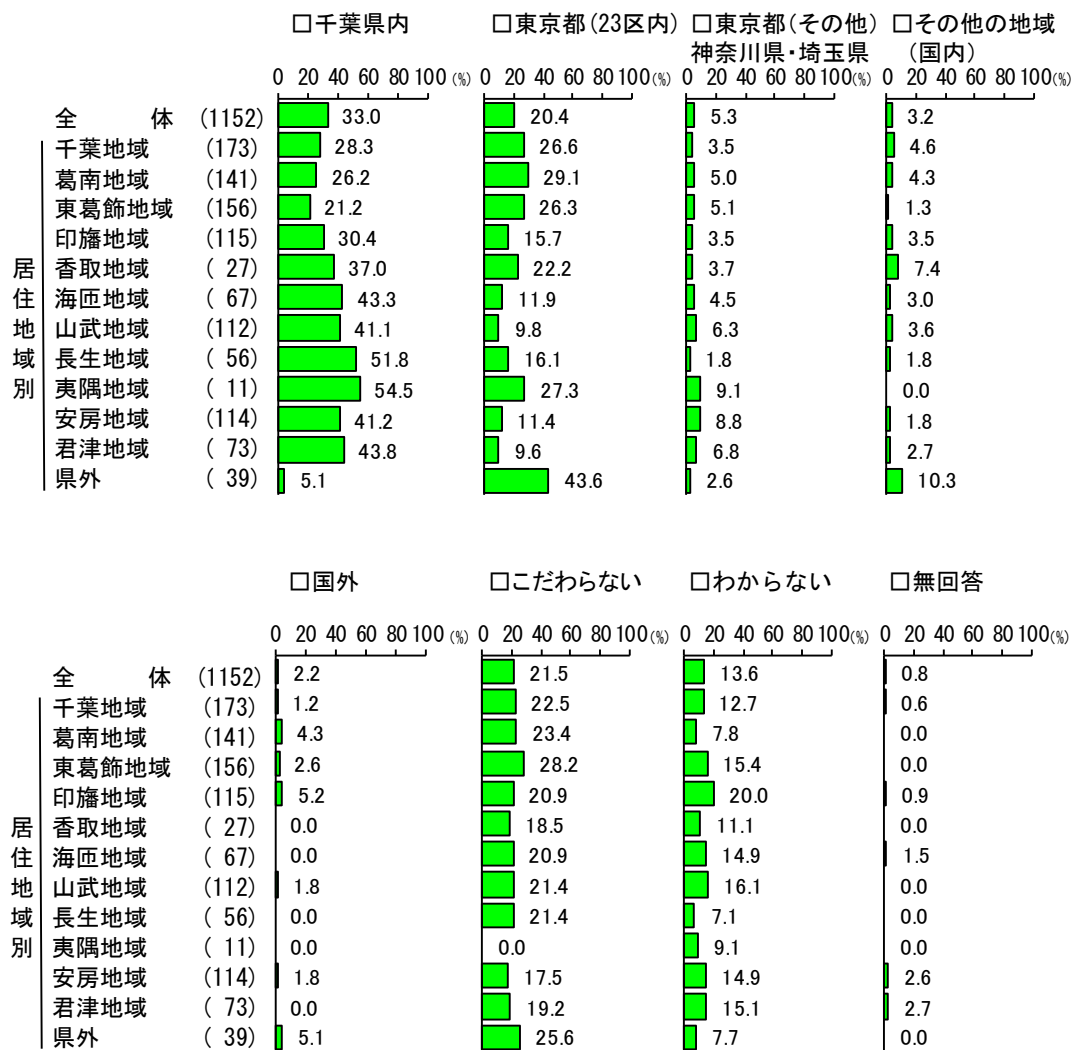 □千葉県内 □東京都(23区内) □東京都(その他) □その他の地域
神奈川県・埼玉県 (国内)
0 20 40 60 80 100(%) 0 20 40 60 80 100(%) 0 20 40 60 80 100(%) 0 20 40 60 80 100(%)
全 体 (1152) 33.0 20.4 5.3 3.2
千葉地域 (173) 28.3 26.6 3.5 4.6
葛南地域 (141) 26.2 29.1 5.0 4.3
東葛飾地域 (156) 21.2 26.3 5.1 1.3
印旛地域 (115) 30.4 15.7 3.5 3.5
居 香取地域 ( 27) 37.0 22.2 3.7 7.4
住 海匝地域 ( 67) 43.3 11.9 4.5 3.0
地 山武地域 (112) 41.1 9.8 6.3 3.6
域 長生地域 ( 56) 51.8 16.1 1.8 1.8
別 夷隅地域 ( 11) 54.5 27.3 9.1 0.0
安房地域 (114) 41.2 11.4 8.8 1.8
君津地域 ( 73) 43.8 9.6 6.8 2.7
県外 ( 39) 5.1 43.6 2.6 10.3
□国外 □こだわらない □わからない □無回答
0 20 40 60 80 100(%) 0 20 40 60 80 100(%) 0 20 40 60 80 100(%) 0 20 40 60 80 100(%)
全 体 (1152) 2.2 21.5 13.6 0.8
千葉地域 (173) 1.2 22.5 12.7 0.6
葛南地域 (141) 4.3 23.4 7.8 0.0
東葛飾地域 (156) 2.6 28.2 15.4 0.0
印旛地域 (115) 5.2 20.9 20.0 0.9
居 香取地域 ( 27) 0.0 18.5 11.1 0.0
住 海匝地域 ( 67) 0.0 20.9 14.9 1.5
地 山武地域 (112) 1.8 21.4 16.1 0.0
域 長生地域 ( 56) 0.0 21.4 7.1 0.0
別 夷隅地域 ( 11) 0.0 0.0 9.1 0.0
安房地域 (114) 1.8 17.5 14.9 2.6
君津地域 ( 73) 0.0 19.2 15.1 2.7
県外 ( 39) 5.1 25.6 7.7 0.0